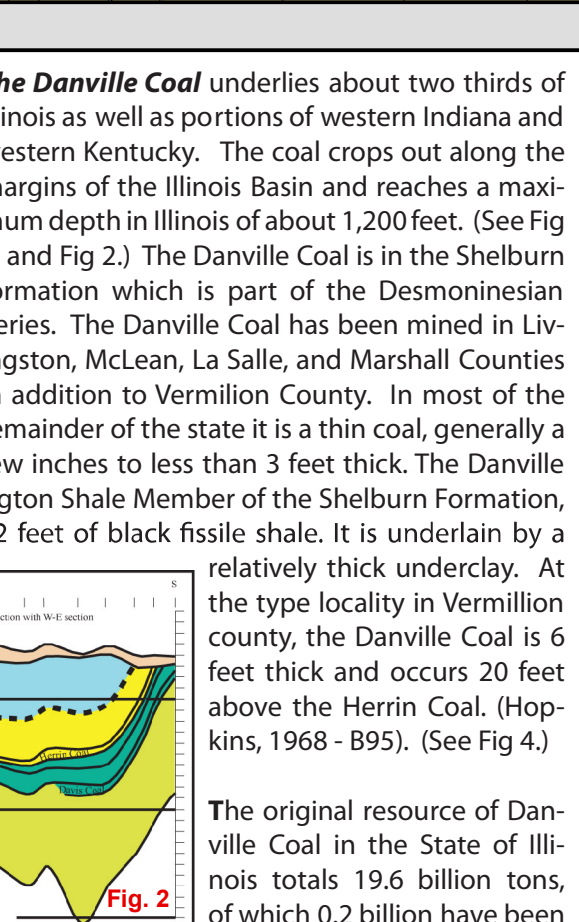 he Danville Coal underlies about two thirds of
linois as well as portions of western Indiana and
estern Kentucky. The coal crops out along the
argins of the Illinois Basin and reaches a maxi-
num depth in Illinois of about 1,200 feet. (See Fig
and Fig 2.) The Danville Coal is in the Shelburn
ormation which is part of the Desmoninesian
eries. The Danville Coal has been mined in Liv-
ngston, McLean, La Salle, and Marshall Counties
addition to Vermilion County. In most of the
emainder of the state it is a thin coal, generally a
ew inches to less than 3 feet thick. The Danville
gton Shale Member of the Shelburn Formation,
2 feet of black fissile shale. It is underlain by a
relatively thick underclay. At
the type locality in Vermillion
county, the Danville Coal is 6
feet thick and occurs 20 feet
above the Herrin Coal. (Hop-
kins, 1968 - B95). (See Fig 4.)
The original resource of Dan-
ville Coal in the State of Illi-
nois totals 19.6 billion tons,
of which 0.2 billion have been
S
ction with W-E section
Herrin Coal
Davis Coal
Fig. 2